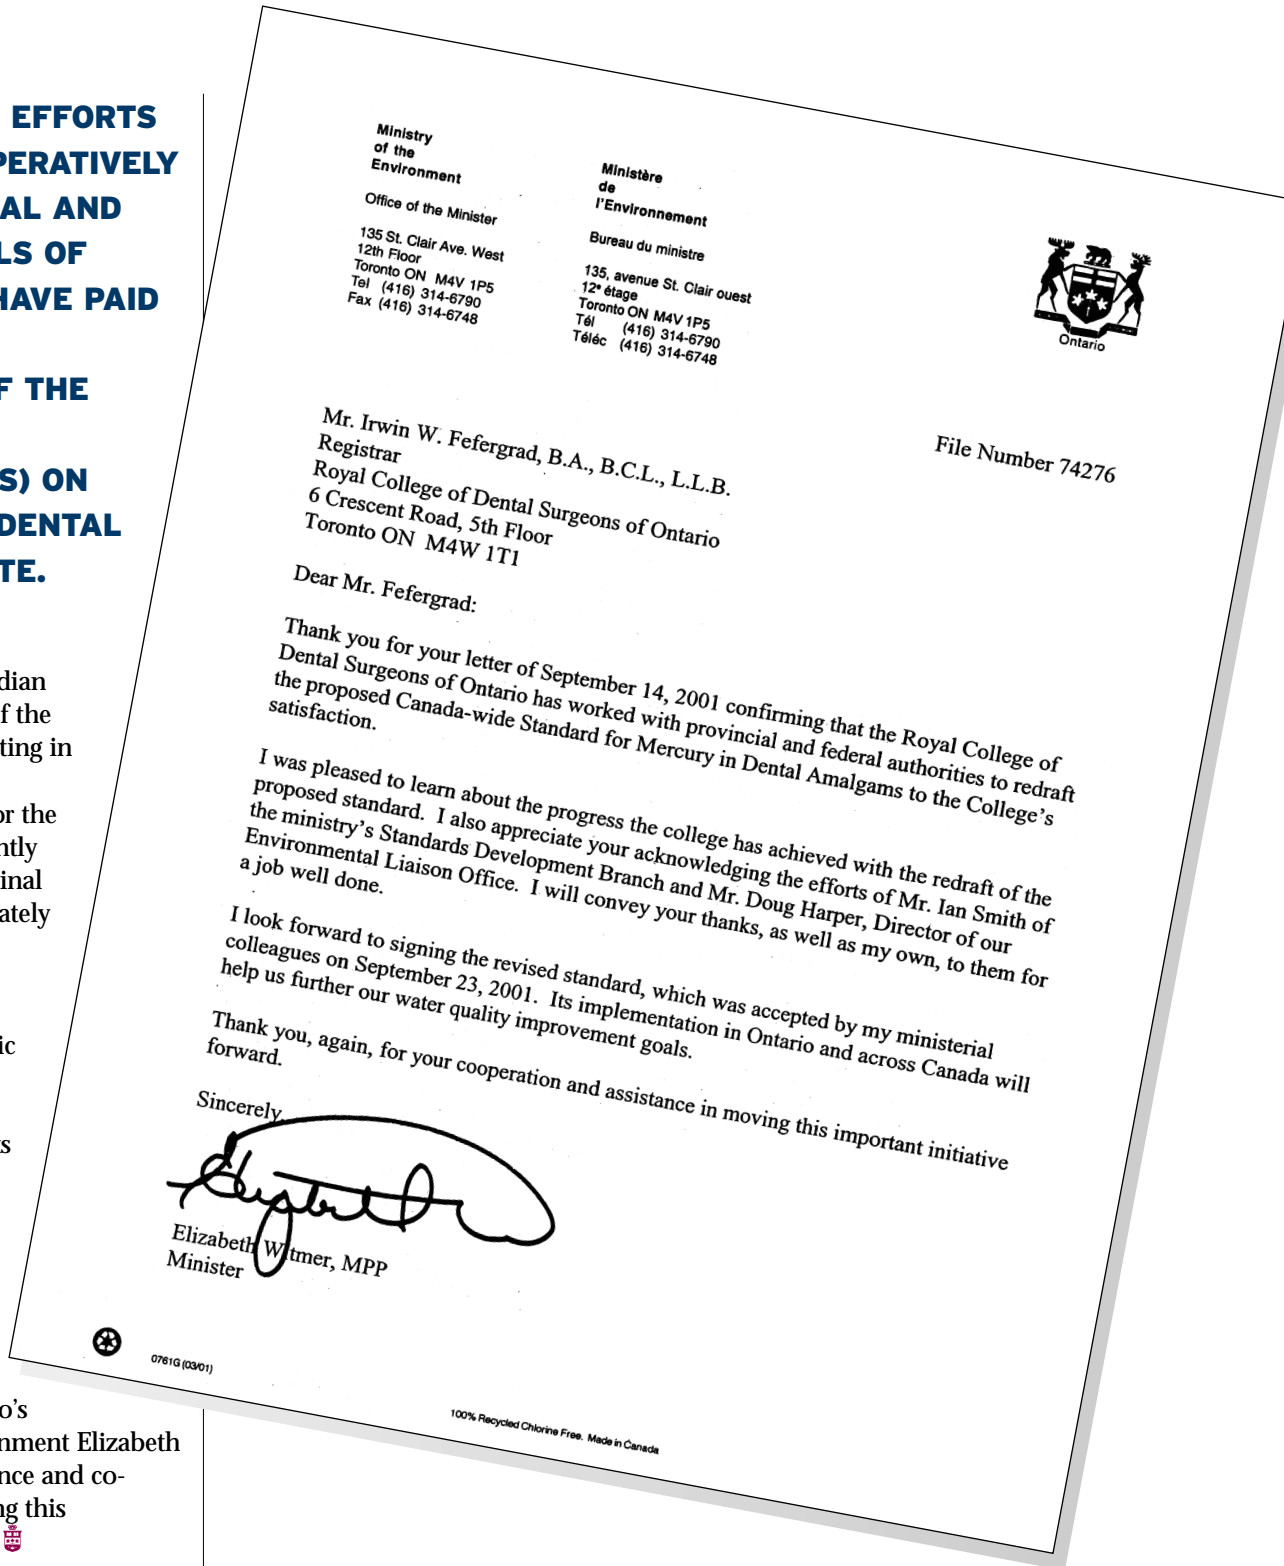 EFFORTS
PERATIVELY
AL AND
LS OF
HAVE PAID
F THE
S) ON
DENTAL
TE.
dian
f the
ting in
or the
ntly
inal
ately
ic
s
o's
nment Elizabeth
nce and co-
ng this
Ministry
of the
Environment
Office of the Minister
135 St. Clair Ave. West
12th Floor
Toronto ON M4V 1P5
Tel (416) 314-6790
Fax (416) 314-6748
Ministère
de
l'Environnement
Bureau du ministre
135, avenue St. Clair ouest
12e étage
Toronto ON M4V 1P5
Tél (416) 314-6790
Téléc (416) 314-6748
Ontario
File Number 74276
Mr. Irwin W. Fefergrad, B.A., B.C.L., L.L.B.
Registrar
Royal College of Dental Surgeons of Ontario
6 Crescent Road, 5th Floor
Toronto ON M4W 1T1
Dear Mr. Fefergrad:
Thank you for your letter of September 14, 2001 confirming that the Royal College of
Dental Surgeons of Ontario has worked with provincial and federal authorities to redraft
the proposed Canada-wide Standard for Mercury in Dental Amalgams to the College's
satisfaction.
I was pleased to learn about the progress the college has achieved with the redraft of the
proposed standard. I also appreciate your acknowledging the efforts of Mr. Ian Smith of
the ministry's Standards Development Branch and Mr. Doug Harper, Director of our
Environmental Liaison Office. I will convey your thanks, as well as my own, to them for
a job well done.
I look forward to signing the revised standard, which was accepted by my ministerial
colleagues on September 23, 2001. Its implementation in Ontario and across Canada will
help us further our water quality improvement goals.
Thank you, again, for your cooperation and assistance in moving this important initiative
forward.
Sincerely,
Elizabeth Witmer, MPP
Minister
0761G (03/01)
100% Recycled Chlorine Free. Made in Canada